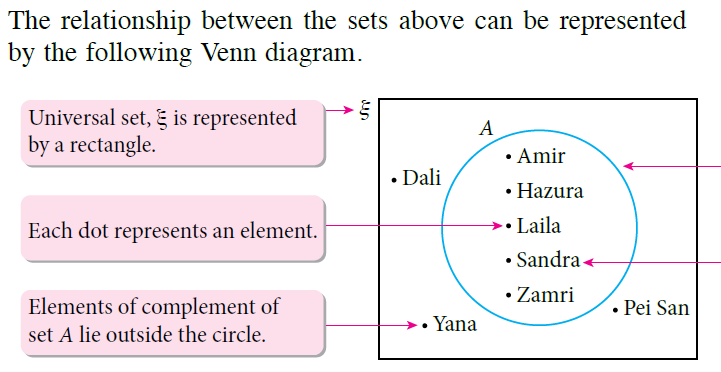 The relationship between the sets above can be represented
by the following Venn diagram.
Universal set, ξ is represented
by a rectangle.
ξ
A
• Amir
• Dali
• Hazura
Each dot represents an element.
• Laila
• Sandra
• Zamri
Elements of complement of
set A lie outside the circle.
• Pei San
• Yana